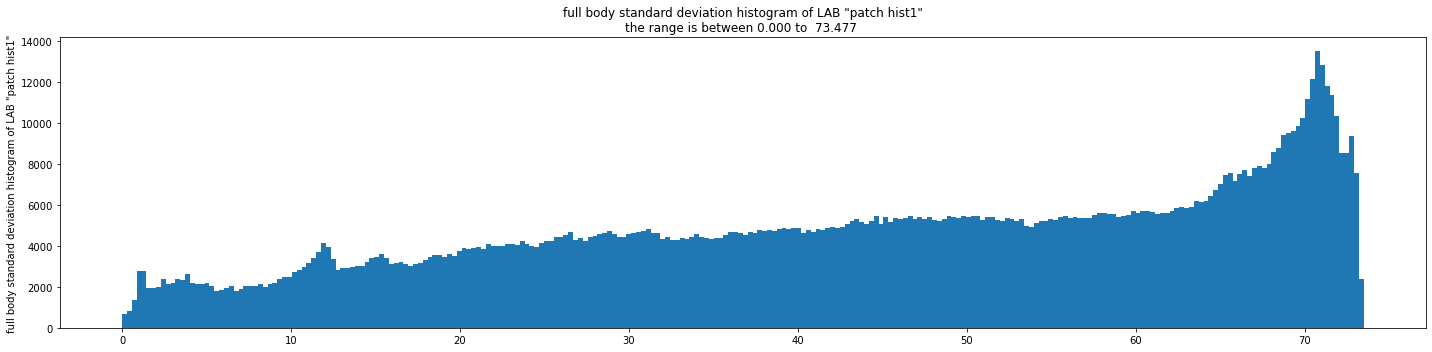 full body standard deviation histogram of LAB "patch hist1"
the range is between 0.000 to  73.477
full body standard deviation histogram of LAB "patch hist1"
14000
12000
10000
8000
6000
4000
2000
0
0 10 20 30 40 50 60 70